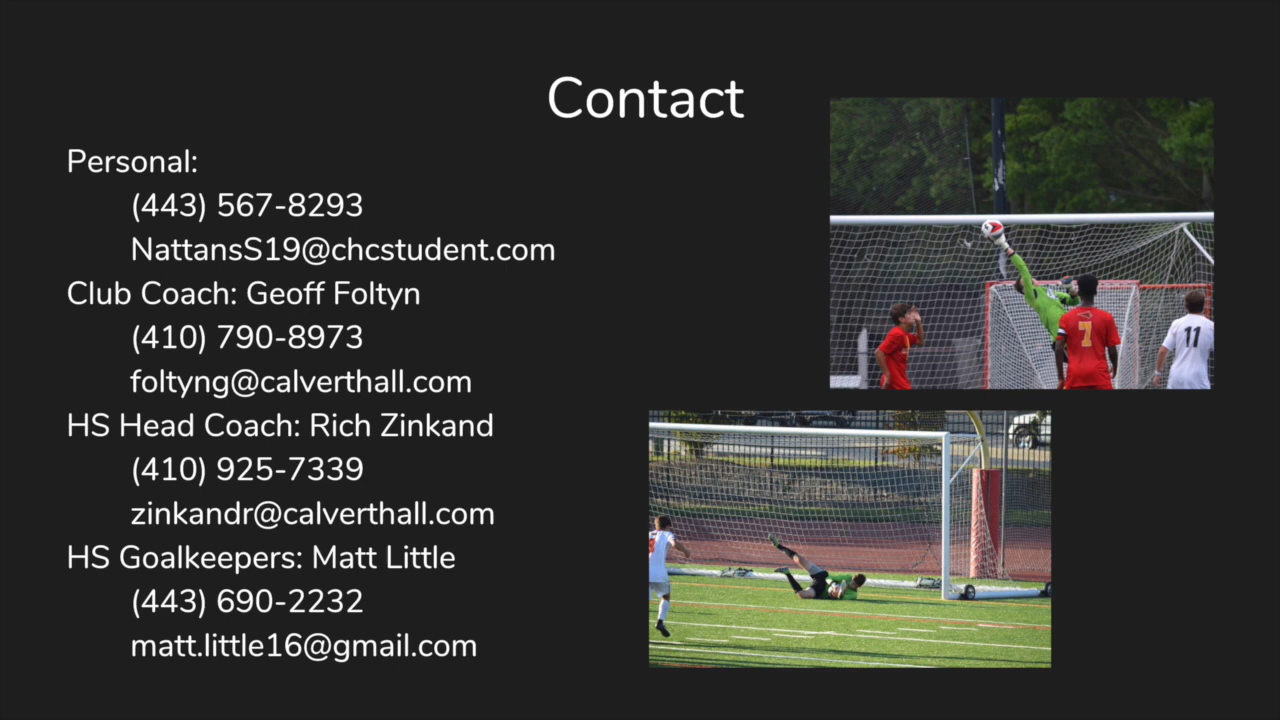 Contact
Personal:
(443) 567-8293
NattansS19@chcstudent.com
Club Coach: Geoff Foltyn
(410) 790-8973
foltyng@calverthall.com
HS Head Coach: Rich Zinkand
(410) 925-7339
zinkandr@calverthall.com
HS Goalkeepers: Matt Little
(443) 690-2232
matt.little16@gmail.com
7
11